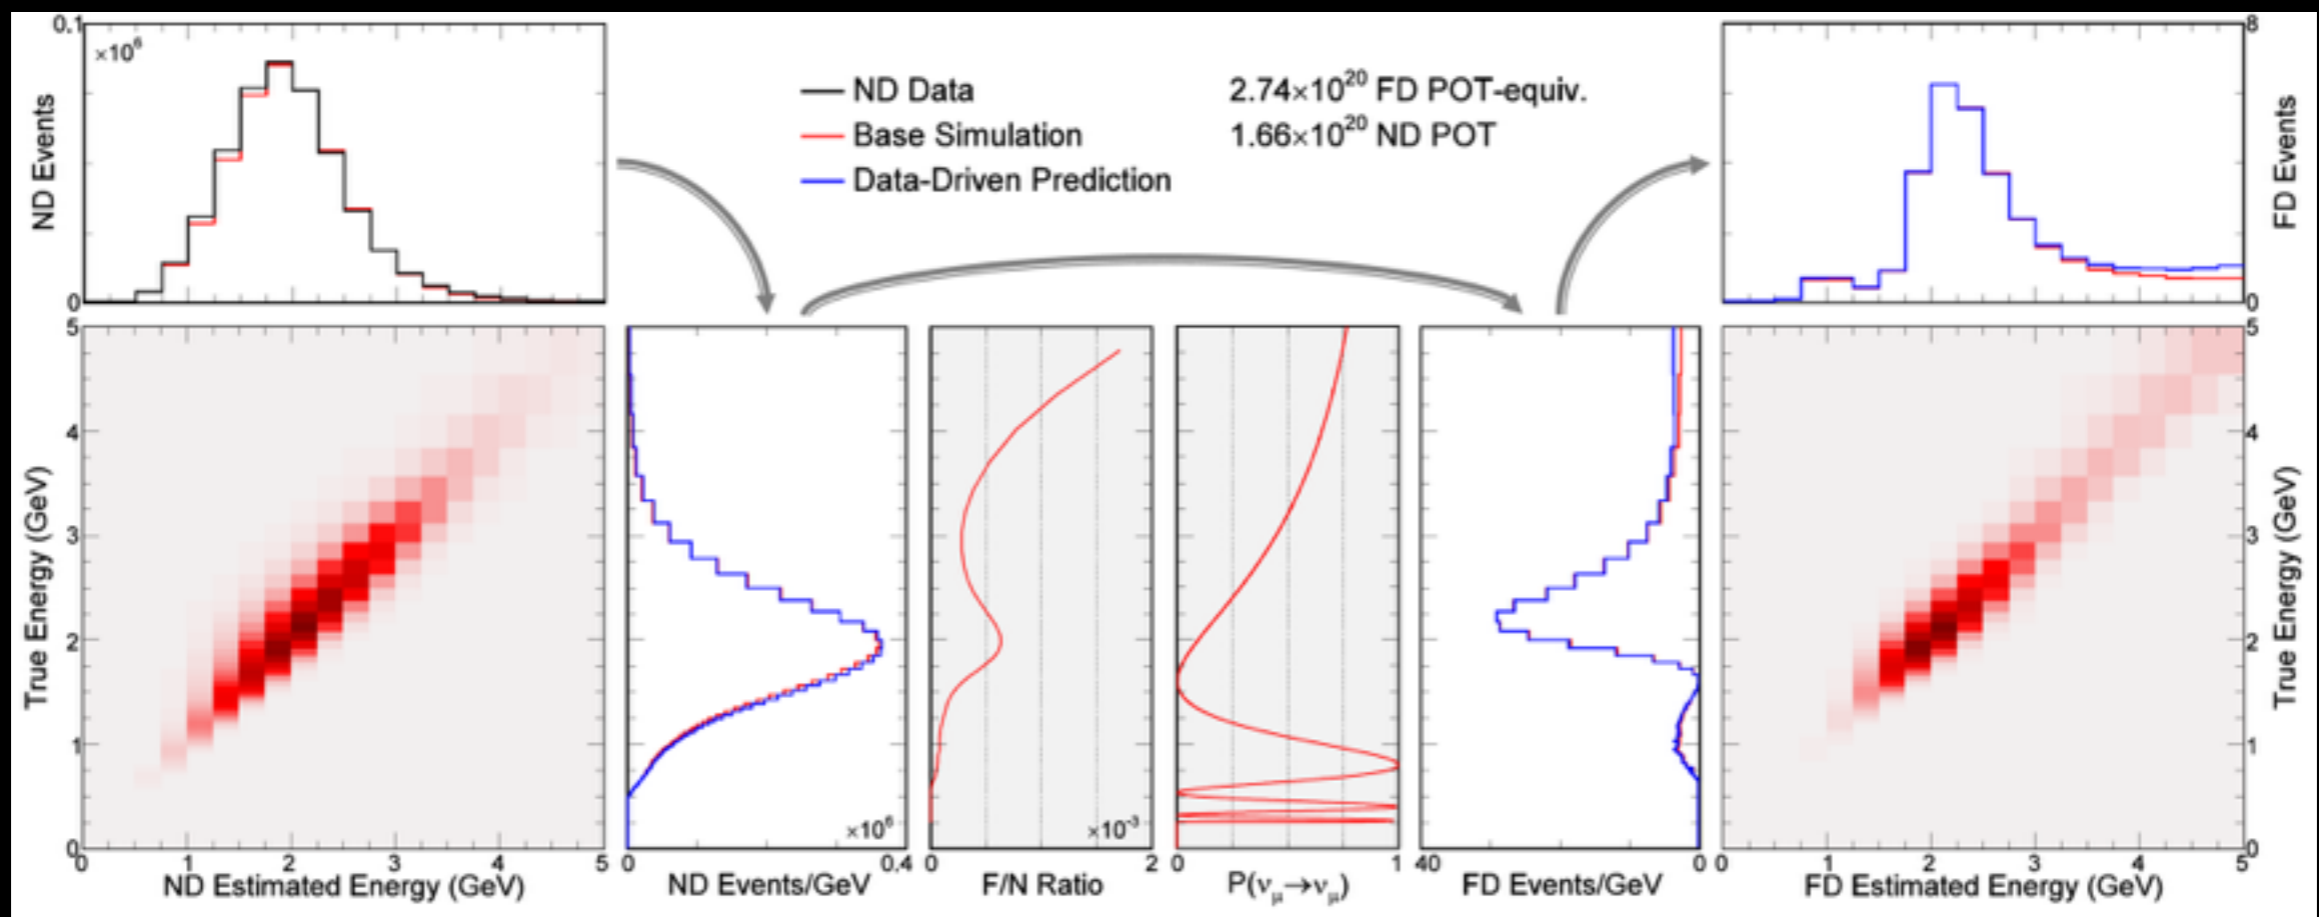 0.1
×10⁶
ND Events
0
ND Data
Base Simulation
Data-Driven Prediction
2.74×10²⁰ FD POT-equiv.
1.66×10²⁰ ND POT
8
FD Events
0
5
4
3
2
1
0
True Energy (GeV)
0 1 2 3 4 5
ND Estimated Energy (GeV)
×10⁶
0 0.4
ND Events/GeV
×10⁻³
0 2
F/N Ratio
0 1
P(νμ→νμ)
40 0
FD Events/GeV
1 2 3 4 5
FD Estimated Energy (GeV)
5
4
3
2
1
0
True Energy (GeV)